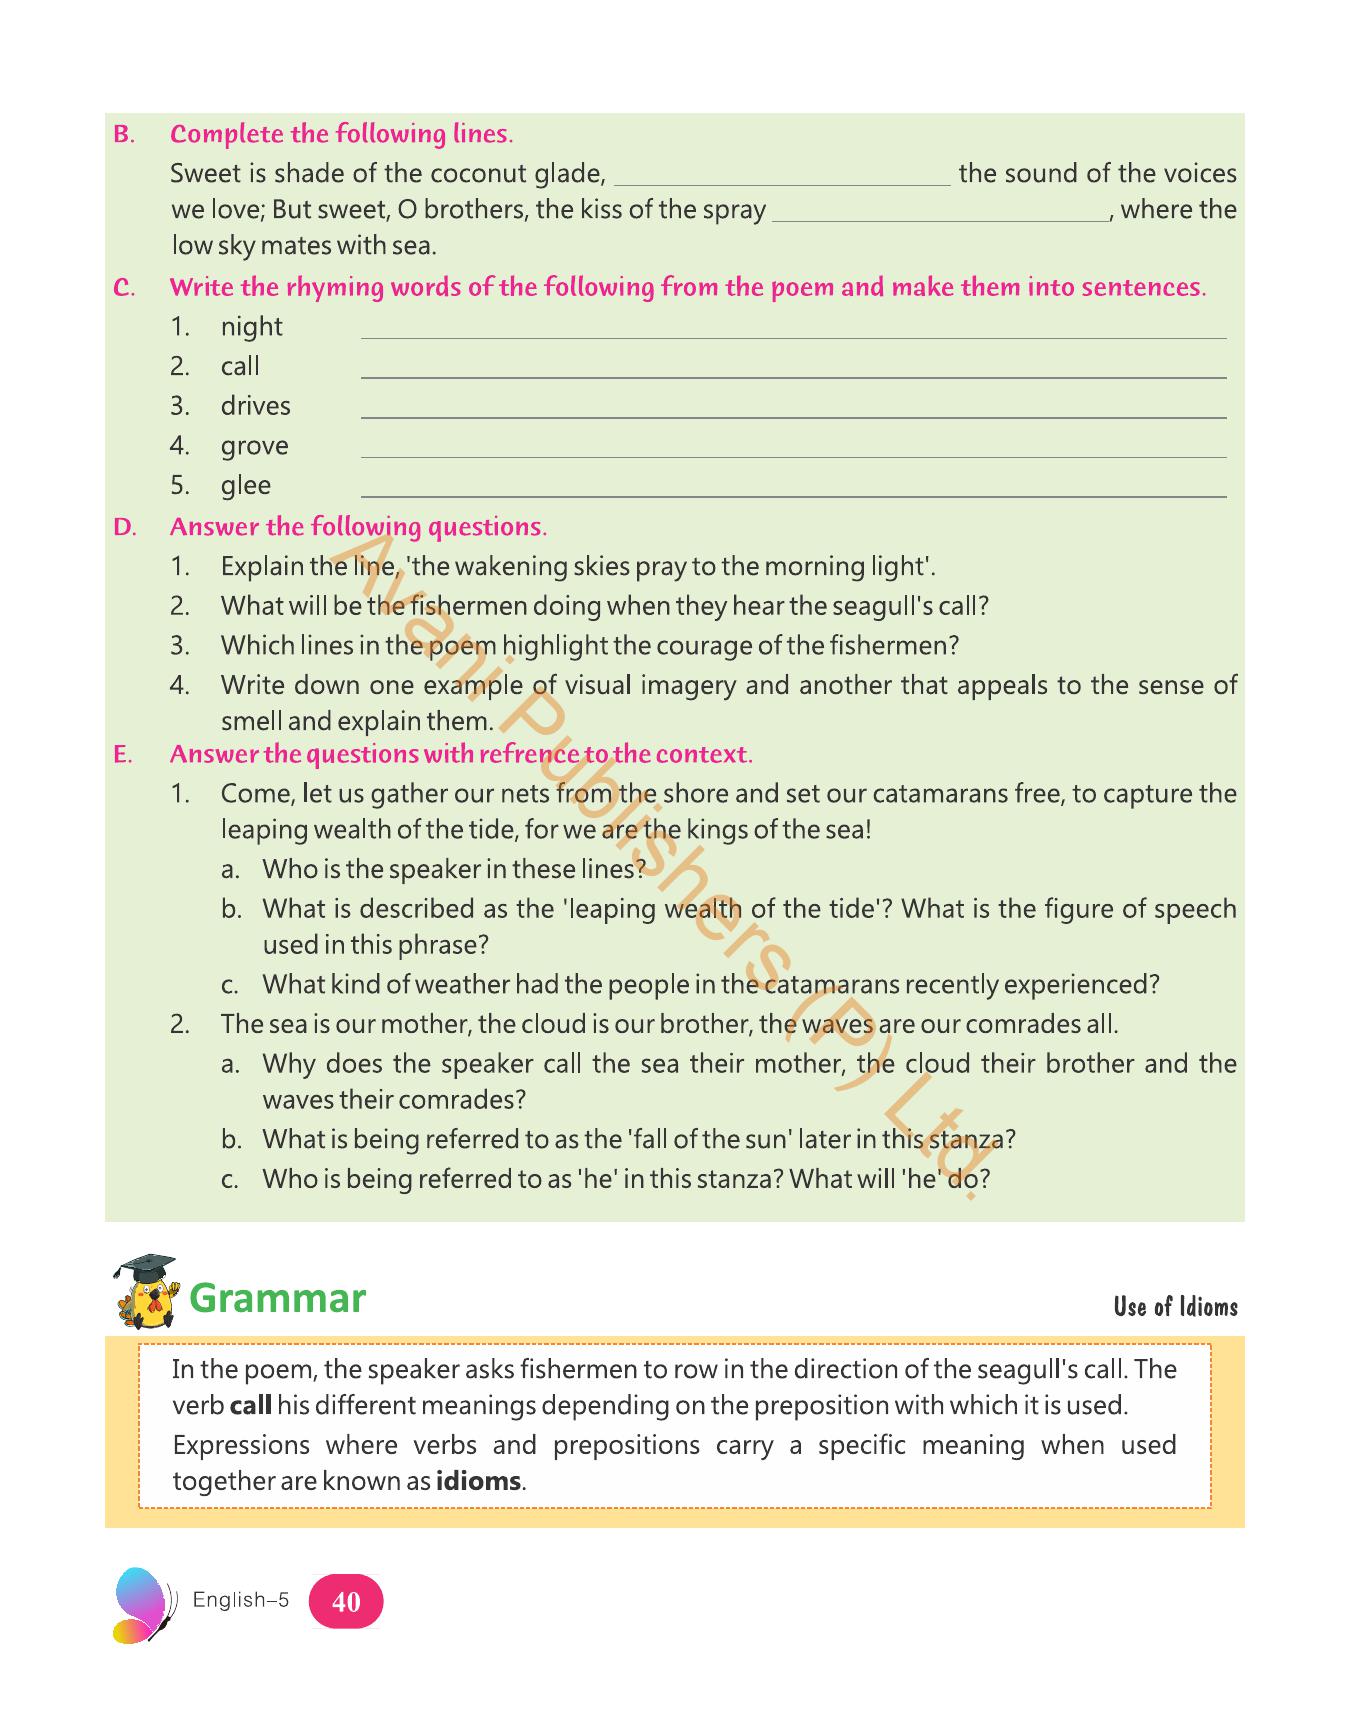 B. Complete the following lines.
Sweet is shade of the coconut glade, ________________ the sound of the voices
we love; But sweet, O brothers, the kiss of the spray ________________, where the
low sky mates with sea.
C. Write the rhyming words of the following from the poem and make them into sentences.
1. night
2. call
3. drives
4. grove
5. glee
D. Answer the following questions.
1. Explain the line, 'the wakening skies pray to the morning light'.
2. What will be the fishermen doing when they hear the seagull's call?
3. Which lines in the poem highlight the courage of the fishermen?
4. Write down one example of visual imagery and another that appeals to the sense of
smell and explain them.
E. Answer the questions with refrence to the context.
1. Come, let us gather our nets from the shore and set our catamarans free, to capture the
leaping wealth of the tide, for we are the kings of the sea!
a. Who is the speaker in these lines?
b. What is described as the 'leaping wealth of the tide'? What is the figure of speech
used in this phrase?
c. What kind of weather had the people in the catamarans recently experienced?
2. The sea is our mother, the cloud is our brother, the waves are our comrades all.
a. Why does the speaker call the sea their mother, the cloud their brother and the
waves their comrades?
b. What is being referred to as the 'fall of the sun' later in this stanza?
c. Who is being referred to as 'he' in this stanza? What will 'he' do?
Avani Publishers (P) Ltd.
Grammar
Use of Idioms
In the poem, the speaker asks fishermen to row in the direction of the seagull's call. The
verb call his different meanings depending on the preposition with which it is used.
Expressions where verbs and prepositions carry a specific meaning when used
together are known as idioms.
English–5 40